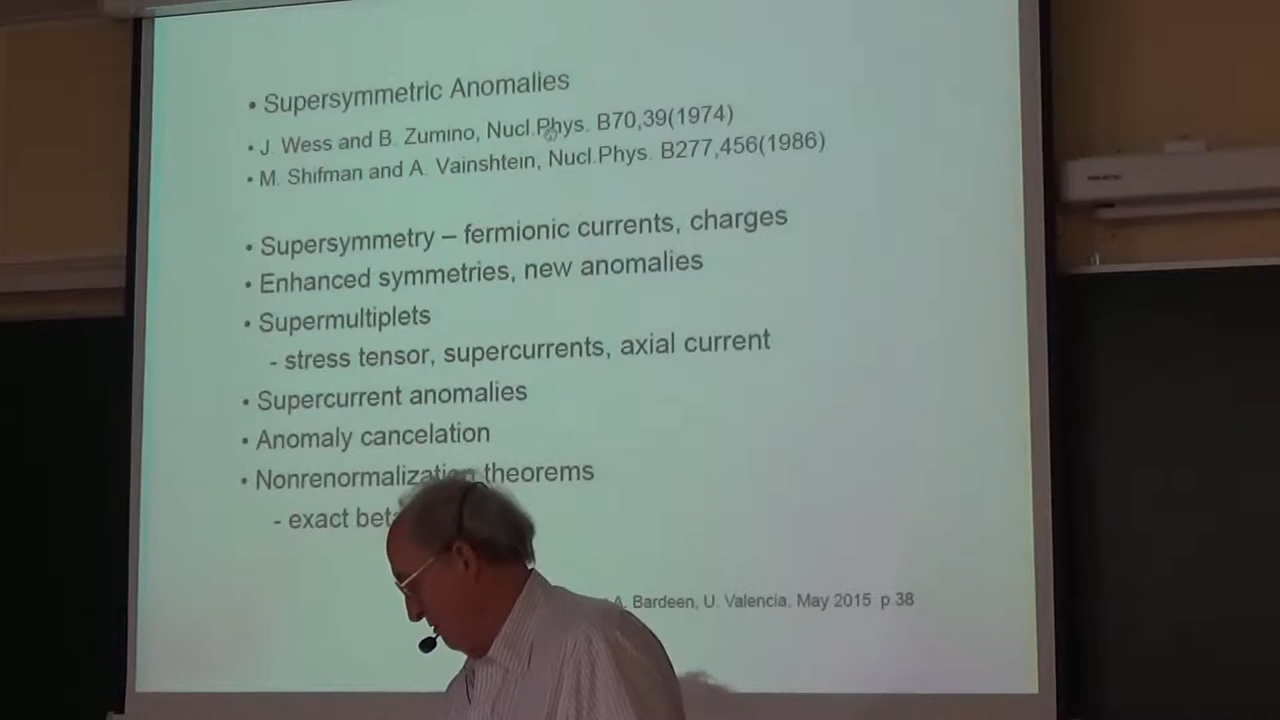 • Supersymmetric Anomalies
• J. Wess and B. Zumino, Nucl.Phys. B70,39(1974)
• M. Shifman and A. Vainshtein, Nucl.Phys. B277,456(1986)
• Supersymmetry – fermionic currents, charges
• Enhanced symmetries, new anomalies
• Supermultiplets
- stress tensor, supercurrents, axial current
• Supercurrent anomalies
• Anomaly cancelation
• Nonrenormalization theorems
- exact
A. Bardeen, U. Valencia, May 2015 p 38